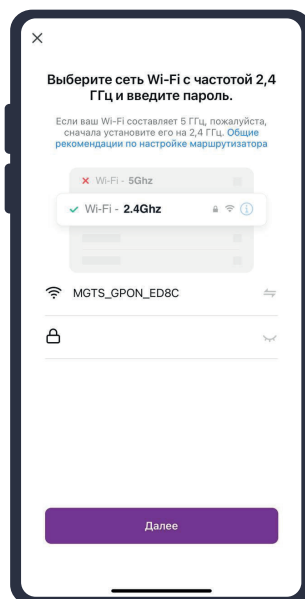 Выберите сеть Wi-Fi с частотой 2,4
ГГц и введите пароль.
Если ваш Wi-Fi составляет 5 ГГц, пожалуйста,
сначала установите его на 2,4 ГГц. Общие
рекомендации по настройке маршрутизатора
Wi-Fi - 5Ghz
Wi-Fi - 2.4Ghz
MGTS_GPON_ED8C
Далее